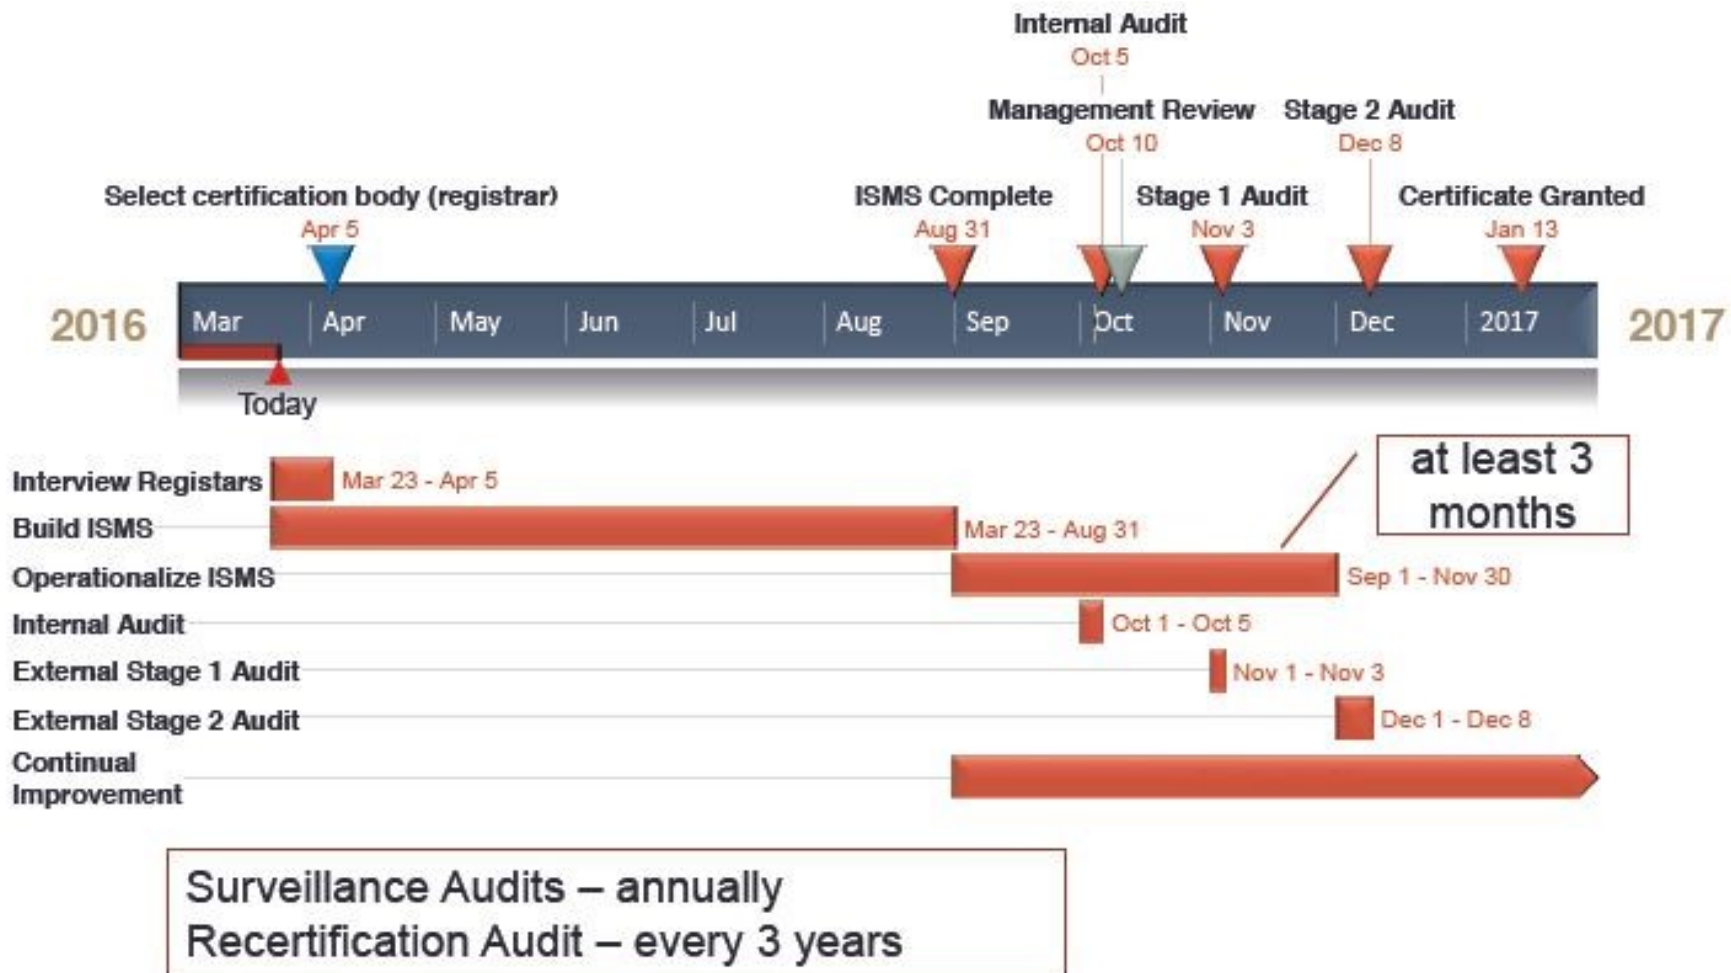 Internal Audit
Oct 5
Management Review
Oct 10
Stage 2 Audit
Dec 8
Select certification body (registrar)
Apr 5
ISMS Complete
Aug 31
Stage 1 Audit
Nov 3
Certificate Granted
Jan 13
2016
Mar
Apr
May
Jun
Jul
Aug
Sep
Oct
Nov
Dec
2017
2017
Today
at least 3
months
Interview Registars
Mar 23 - Apr 5
Build ISMS
Mar 23 - Aug 31
Operationalize ISMS
Sep 1 - Nov 30
Internal Audit
Oct 1 - Oct 5
External Stage 1 Audit
Nov 1 - Nov 3
External Stage 2 Audit
Dec 1 - Dec 8
Continual
Improvement
Surveillance Audits – annually
Recertification Audit – every 3 years